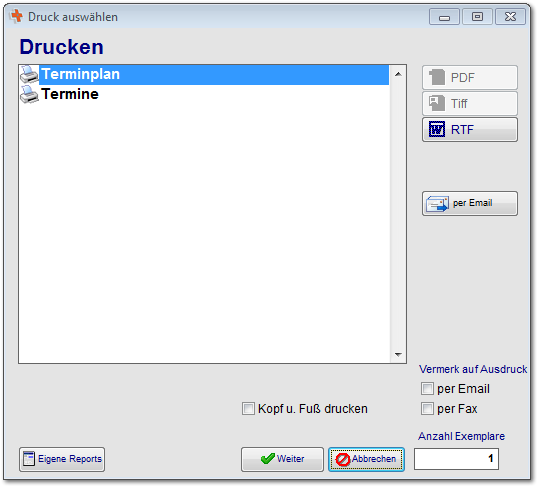 Druck auswählen
Drucken
Terminplan
Termine
PDF
Tiff
W RTF
per Email
Vermerk auf Ausdruck
per Email
Kopf u. Fuß drucken
per Fax
Anzahl Exemplare
Eigene Reports
Weiter
Abbrechen
1